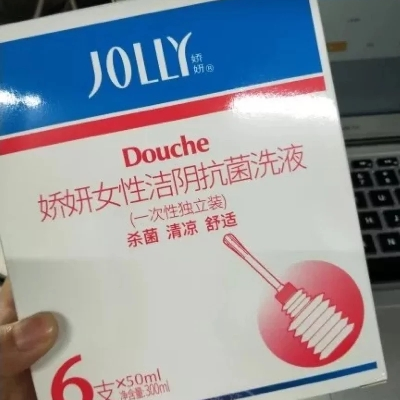 JOLLY 娇妍®
Douche
娇妍女性洁阴抗菌洗液
(一次性独立装)
杀菌 清凉 舒适
6支×50ml
净含量:300ml